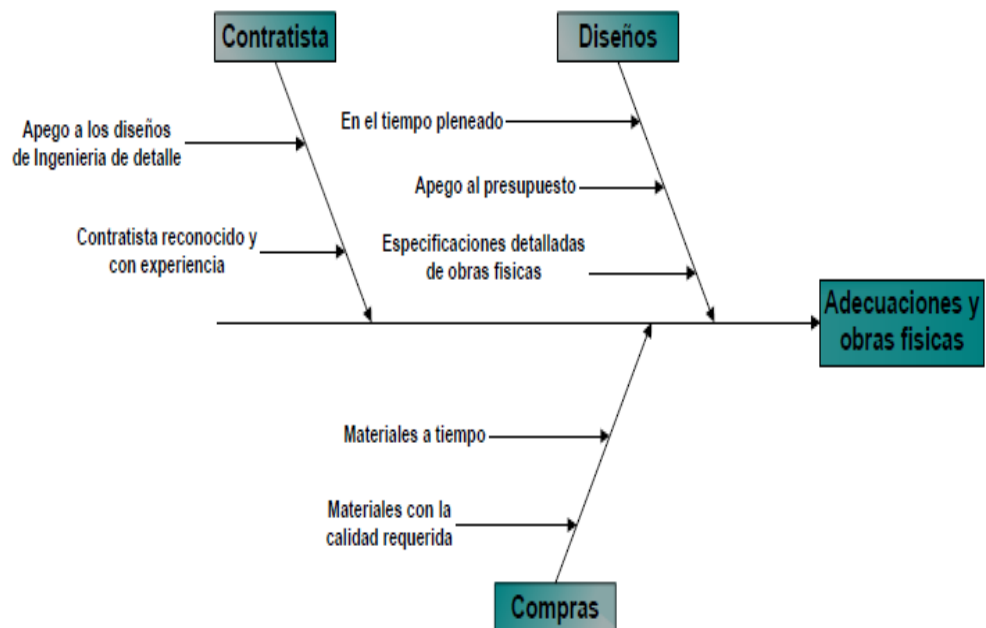 Contratista
Diseños
Apego a los diseños
de Ingenieria de detalle
En el tiempo pleneado
Apego al presupuesto
Contratista reconocido y
con experiencia
Especificaciones detalladas
de obras fisicas
Adecuaciones y
obras fisicas
Materiales a tiempo
Materiales con la
calidad requerida
Compras